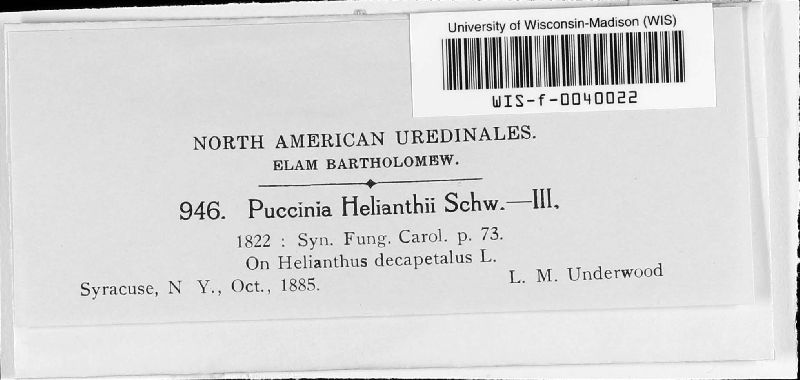 University of Wisconsin-Madison (WIS)
WIS-f-0040022
NORTH AMERICAN UREDINALES.
ELAM BARTHOLOMEW.
946. Puccinia Helianthii Schw.—III.
1822 : Syn. Fung. Carol. p. 73.
On Helianthus decapetalus L.
Syracuse, N Y., Oct., 1885. L. M. Underwood